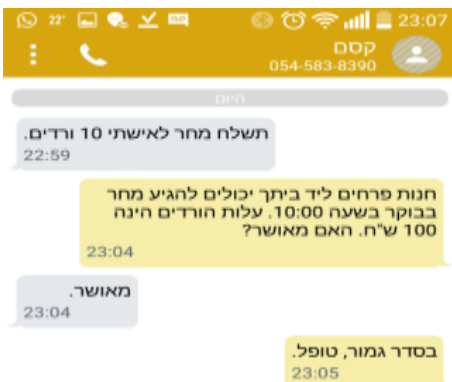 22° 23:07
קסם
054-583-8390
היום
תשלח מחר לאישתי 10 ורדים.
22:59
חנות פרחים ליד ביתך יכולים להגיע מחר
בבוקר בשעה 10:00. עלות הורדים הינה
100 ש"ח. האם מאושר?
23:04
מאושר.
23:04
בסדר גמור, טופל.
23:05